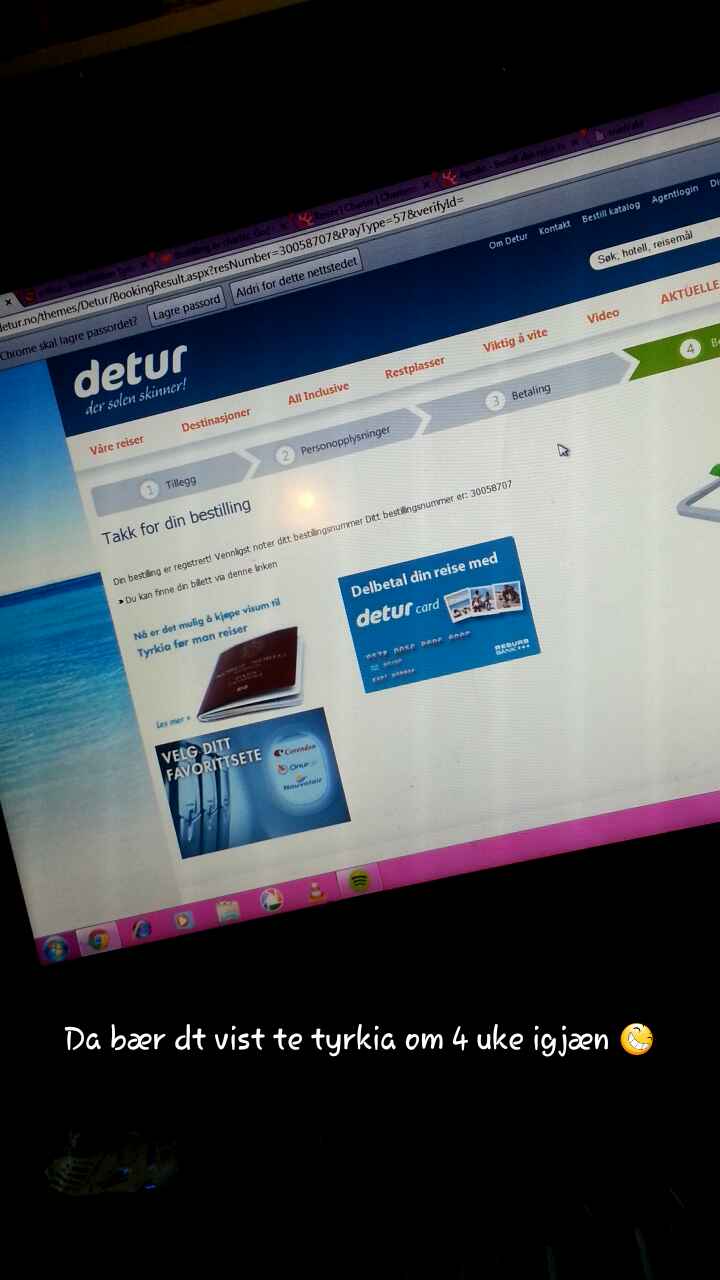 detur.no/themes/Detur/BookingResult.aspx?resNumber=30058707&PayType=57&verifyId=
Chrome skal lagre passordet? Lagre passord Aldri for dette nettstedet
Om Detur Kontakt Bestill katalog Agentlogin
Søk; hotell, reisemål
detur
der solen skinner!
Våre reiser Destinasjoner All Inclusive Restplasser Viktig å vite Video AKTUELLE
1 Tillegg 2 Personopplysninger 3 Betaling 4
Takk for din bestilling
Din bestilling er registrert! Vennligst noter ditt bestillingsnummer Ditt bestillingsnummer er: 30058707
» Du kan finne din billett via denne linken
Nå er det mulig å kjøpe visum til
Tyrkia før man reiser
Les mer »
Delbetal din reise med
detur card
RESURS
BANK
VELG DITT
FAVORITTSETE
Corendon
Onur
Nouvelair
Da bær dt vist te tyrkia om 4 uke igjæn 😆